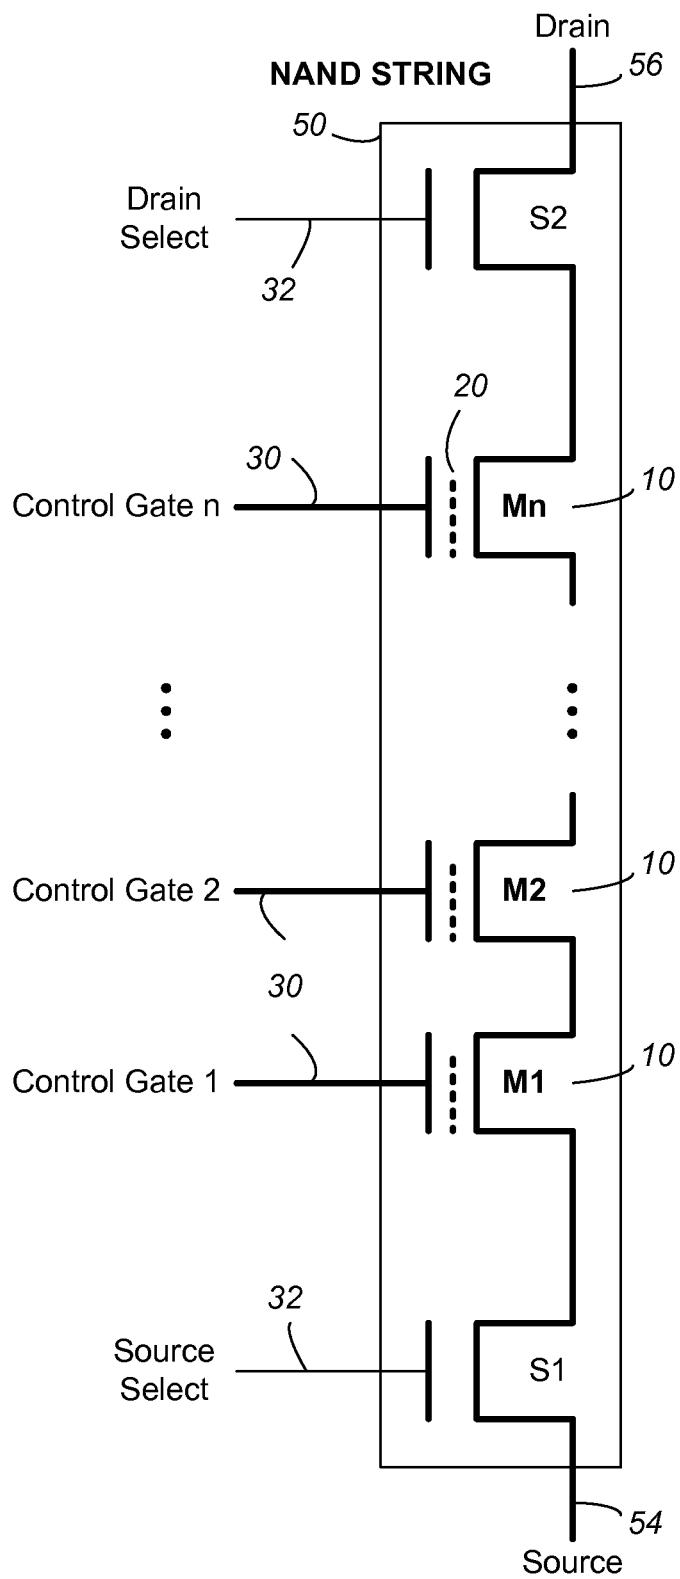 Drain
NAND STRING
56
50
Drain
Select
S2
32
20
30
10
Control Gate n
Mn
10
Control Gate 2
M2
30
10
Control Gate 1
M1
32
Source
Select
S1
54
Source